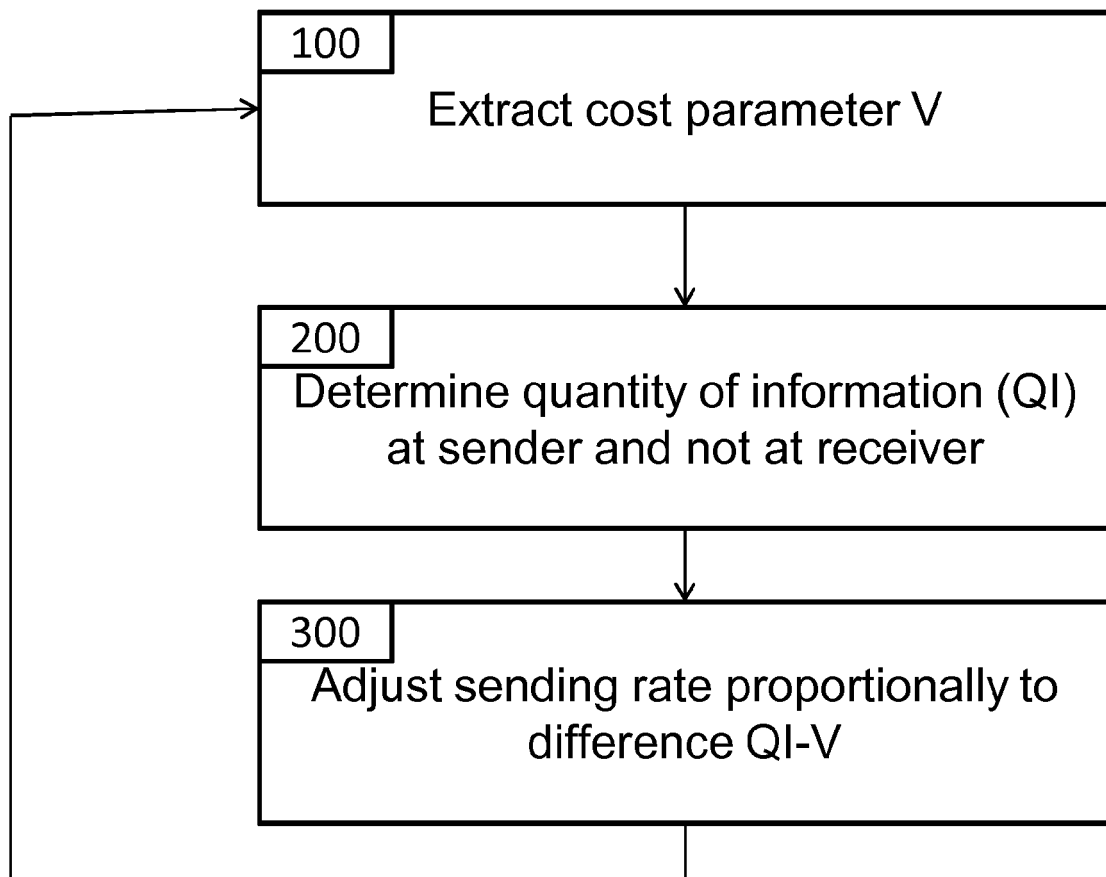 100
Extract cost parameter V
200
Determine quantity of information (QI)
at sender and not at receiver
300
Adjust sending rate proportionally to
difference QI-V